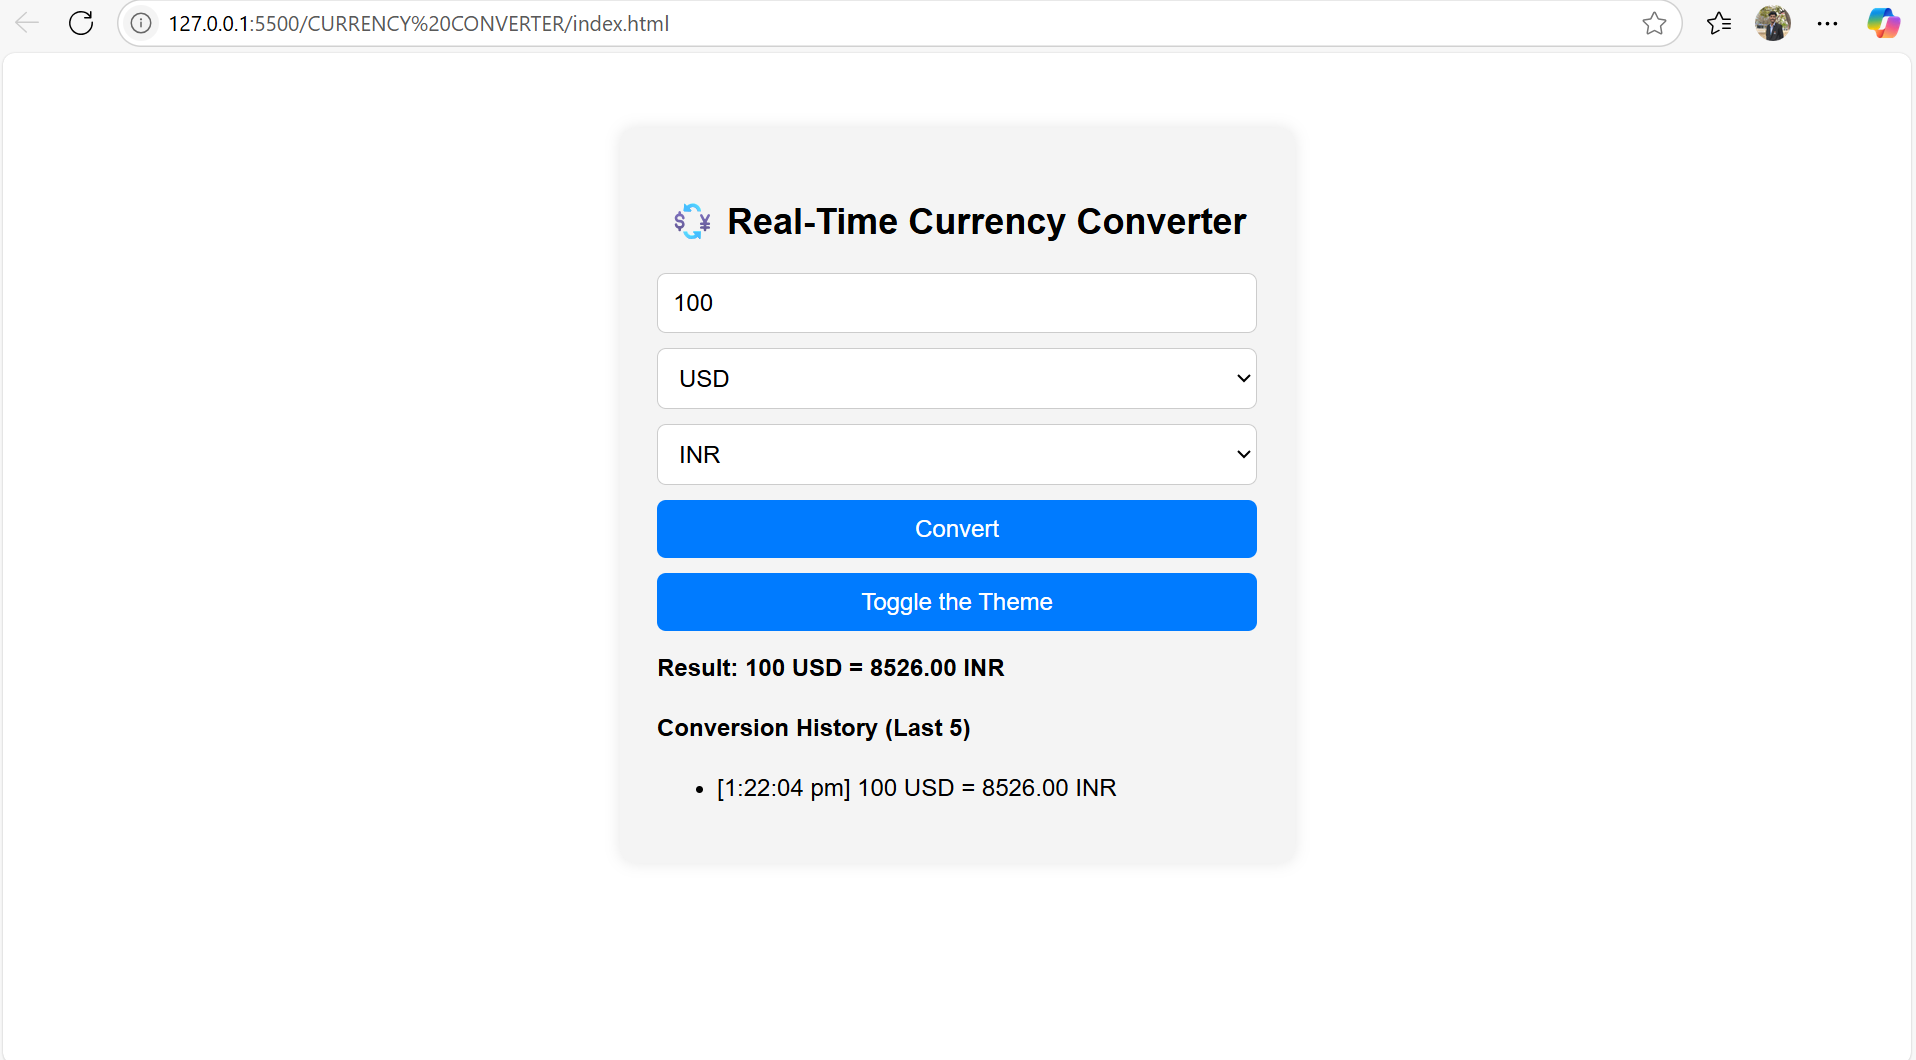 127.0.0.1:5500/CURRENCY%20CONVERTER/index.html
💱 Real-Time Currency Converter
100
USD
INR
Convert
Toggle the Theme
Result: 100 USD = 8526.00 INR
Conversion History (Last 5)
• [1:22:04 pm] 100 USD = 8526.00 INR